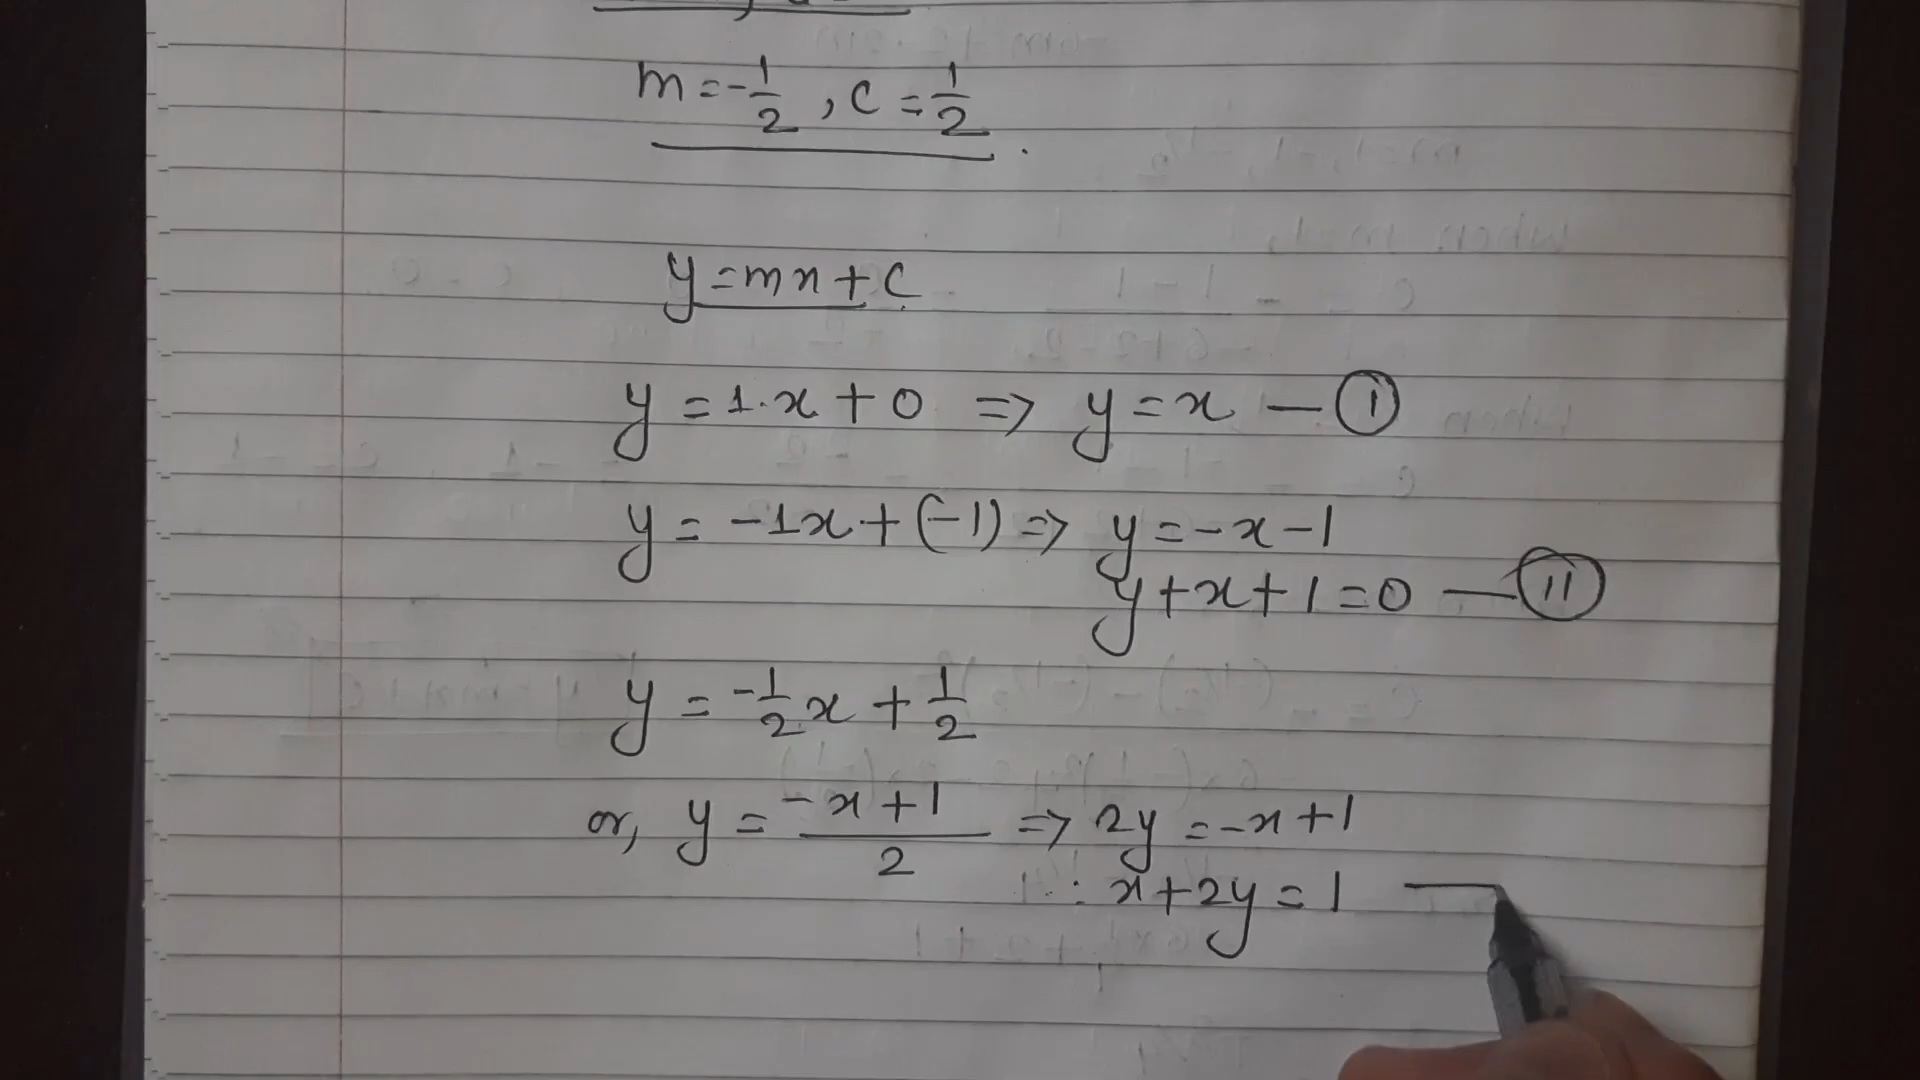 m = -1/2 , c = 1/2
y = mx + c
y = 1.x + 0 => y = x — (I)
y = -1x + (-1) => y = -x - 1
y + x + 1 = 0 — (II)
y = -1/2 x + 1/2
or, y = (-x + 1)/2 => 2y = -x + 1
∴ x + 2y = 1 —